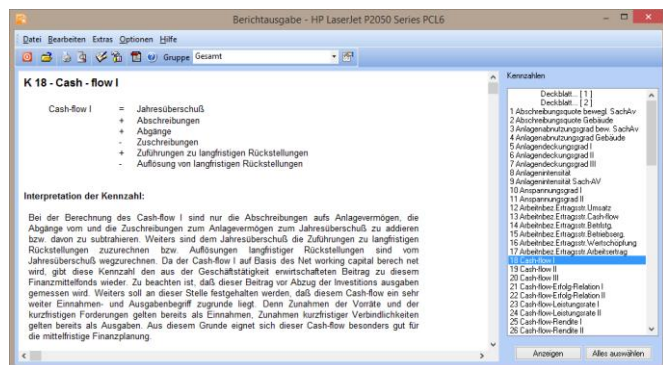 Berichtausgabe - HP LaserJet P2050 Series PCL6
Datei Bearbeiten Extras Optionen Hilfe
Gruppe Gesamt
K 18 - Cash - flow I
Cash-flow I = Jahresüberschuß
+ Abschreibungen
+ Abgänge
- Zuschreibungen
+ Zuführungen zu langfristigen Rückstellungen
- Auflösung von langfristigen Rückstellungen
Interpretation der Kennzahl:
Bei der Berechnung des Cash-flow I sind nur die Abschreibungen aufs Anlagevermögen, die
Abgänge vom und die Zuschreibungen zum Anlagevermögen zum Jahresüberschuß zu addieren
bzw. davon zu subtrahieren. Weiters sind dem Jahresüberschuß die Zuführungen zu langfristigen
Rückstellungen zuzurechnen bzw. Auflösungen langfristiger Rückstellungen sind vom
Jahresüberschuß wegzurechnen. Da der Cash-flow I auf Basis des Net working capital berech net
wird, gibt diese Kennzahl den aus der Geschäftstätigkeit erwirtschafteten Beitrag zu diesem
Finanzmittelfonds wieder. Zu beachten ist, daß dieser Beitrag vor Abzug der Investitions ausgaben
gemessen wird. Weiters soll an dieser Stelle festgehalten werden, daß diesem Cash-flow ein sehr
weiter Einnahmen- und Ausgabenbegriff zugrunde liegt. Denn Zunahmen der Vorräte und der
kurzfristigen Forderungen gelten bereits als Einnahmen, Zunahmen kurzfristiger Verbindlichkeiten
gelten bereits als Ausgaben. Aus diesem Grunde eignet sich dieser Cash-flow besonders gut für
die mittelfristige Finanzplanung.
Kennzahlen
Deckblatt... [ 1 ]
Deckblatt... [ 2 ]
1 Abschreibungsquote bewegl. SachAv
2 Abschreibungsquote Gebäude
3 Anlagenabnutzungsgrad bew. SachAv
4 Anlagenabnutzungsgrad Gebäude
5 Anlagendeckungsgrad I
6 Anlagendeckungsgrad II
7 Anlagendeckungsgrad III
8 Anlagenintensität
9 Anlagenintensität Sach-AV
10 Anspannungsgrad I
11 Anspannungsgrad II
12 Arbeitnbez.Ertragsstr.Umsatz
13 Arbeitnbez.Ertragsstr.Cash-flow
14 Arbeitnbez.Ertragsstr.Betrlstg.
15 Arbeitnbez.Ertragsstr.Betriebserg.
16 Arbeitnbez.Ertragsstr.Wertschöpfung
17 Arbeitnbez.Ertragsstr.Arbeitsertrag
18 Cash-flow I
19 Cash-flow II
20 Cash-flow III
21 Cash-flow-Erfolg-Relation I
22 Cash-flow-Erfolg-Relation II
23 Cash-flow-Leistungsrate I
24 Cash-flow-Leistungsrate II
25 Cash-flow-Rendite I
26 Cash-flow-Rendite II
Anzeigen Alles auswählen